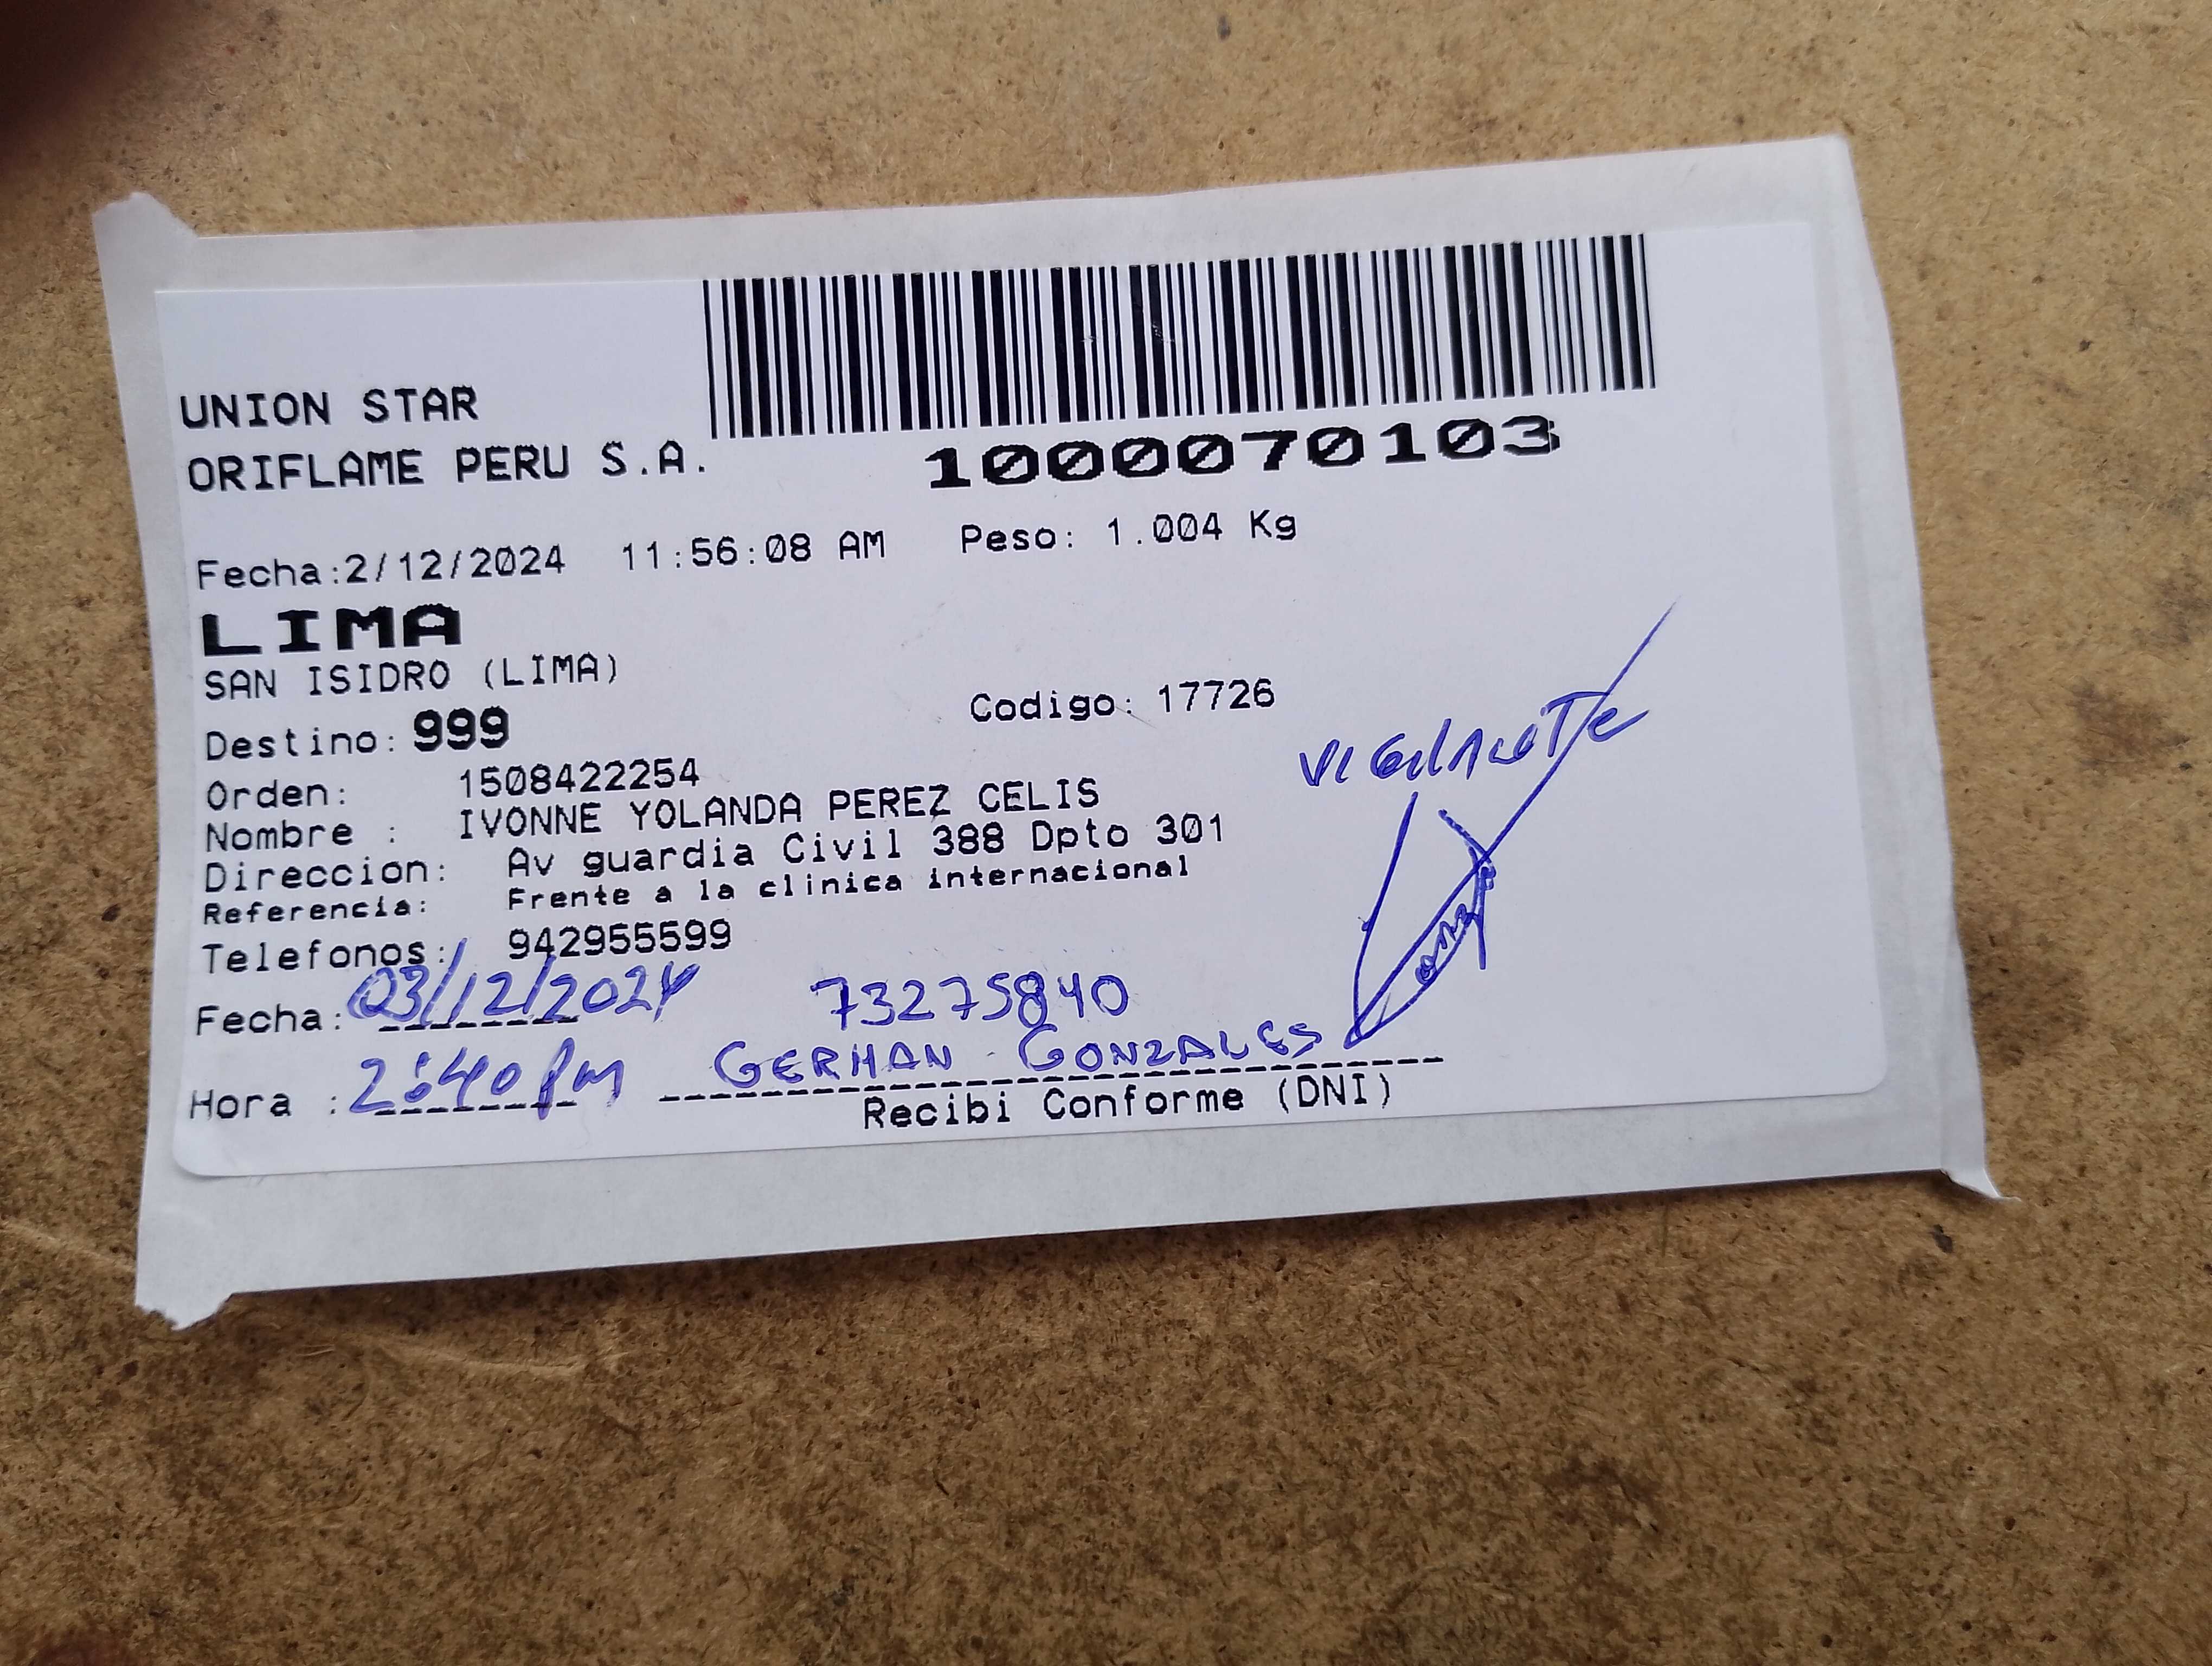 UNION STAR
ORIFLAME PERU S.A.
1000070103
Fecha:2/12/2024 11:56:08 AM Peso: 1.004 Kg
LIMA
SAN ISIDRO (LIMA)
Destino: 999 Codigo: 17726
VIGILANTE
Orden: 1508422254
Nombre : IVONNE YOLANDA PEREZ CELIS
Direccion: Av guardia Civil 388 Dpto 301
Referencia: Frente a la clinica internacional
Telefonos: 942955599
Fecha: 03/12/2024 73275840
Hora : 2:40 pm GERMAN GONZALES
Recibi Conforme (DNI)